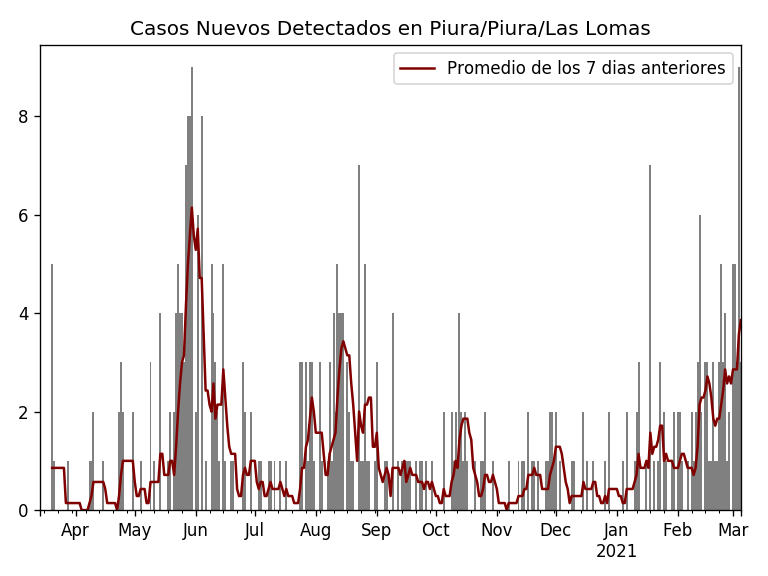 Casos Nuevos Detectados en Piura/Piura/Las Lomas
Promedio de los 7 dias anteriores
8
6
4
2
0
Apr May Jun Jul Aug Sep Oct Nov Dec Jan Feb Mar
2021